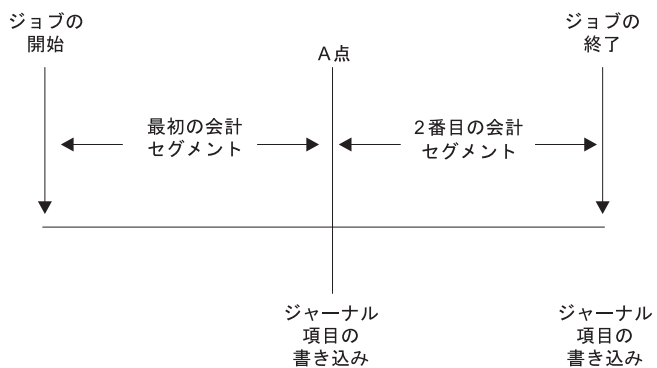 ジョブの
開始
A点
ジョブの
終了
最初の会計
セグメント
2番目の会計
セグメント
ジャーナル
項目の
書き込み
ジャーナル
項目の
書き込み